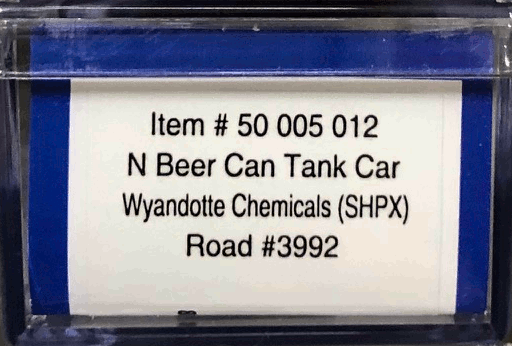 Item # 50 005 012
N Beer Can Tank Car
Wyandotte Chemicals (SHPX)
Road #3992